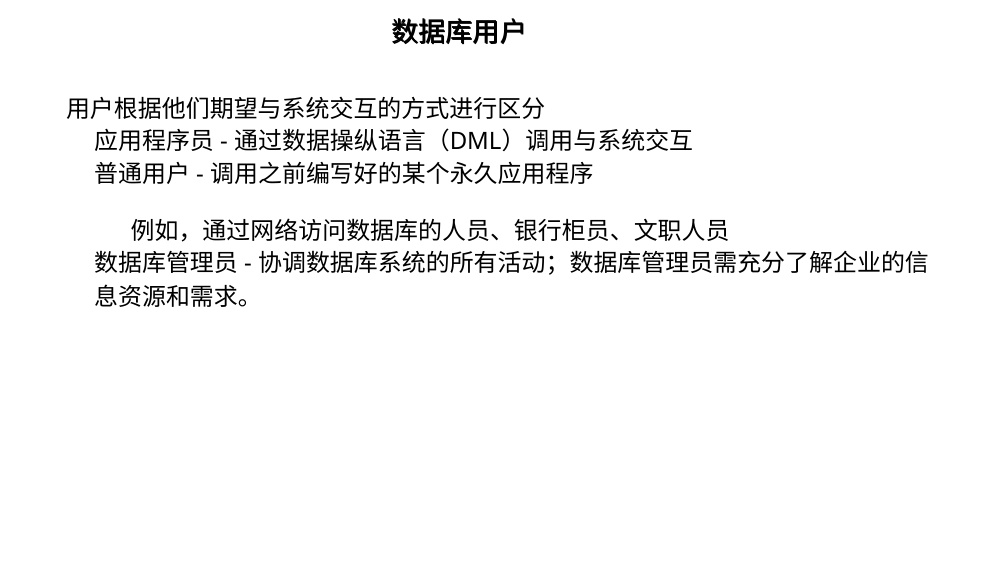 数据库用户
用户根据他们期望与系统交互的方式进行区分
应用程序员 - 通过数据操纵语言（DML）调用与系统交互
普通用户 - 调用之前编写好的某个永久应用程序
例如，通过网络访问数据库的人员、银行柜员、文职人员
数据库管理员 - 协调数据库系统的所有活动；数据库管理员需充分了解企业的信
息资源和需求。